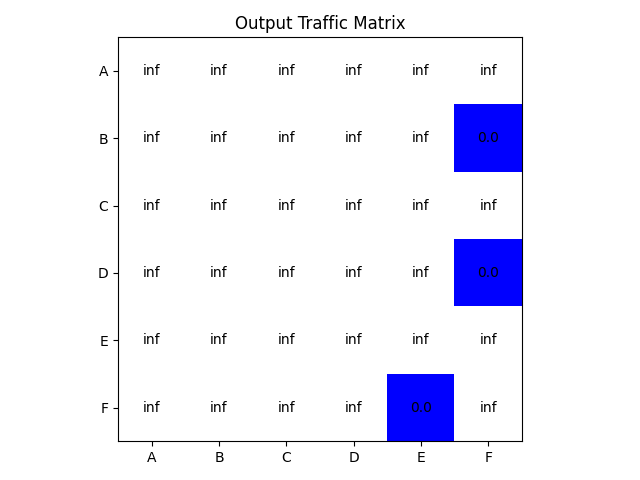 Output Traffic Matrix
A inf inf inf inf inf inf
B inf inf inf inf inf 0.0
C inf inf inf inf inf inf
D inf inf inf inf inf 0.0
E inf inf inf inf inf inf
F inf inf inf inf 0.0 inf
A B C D E F